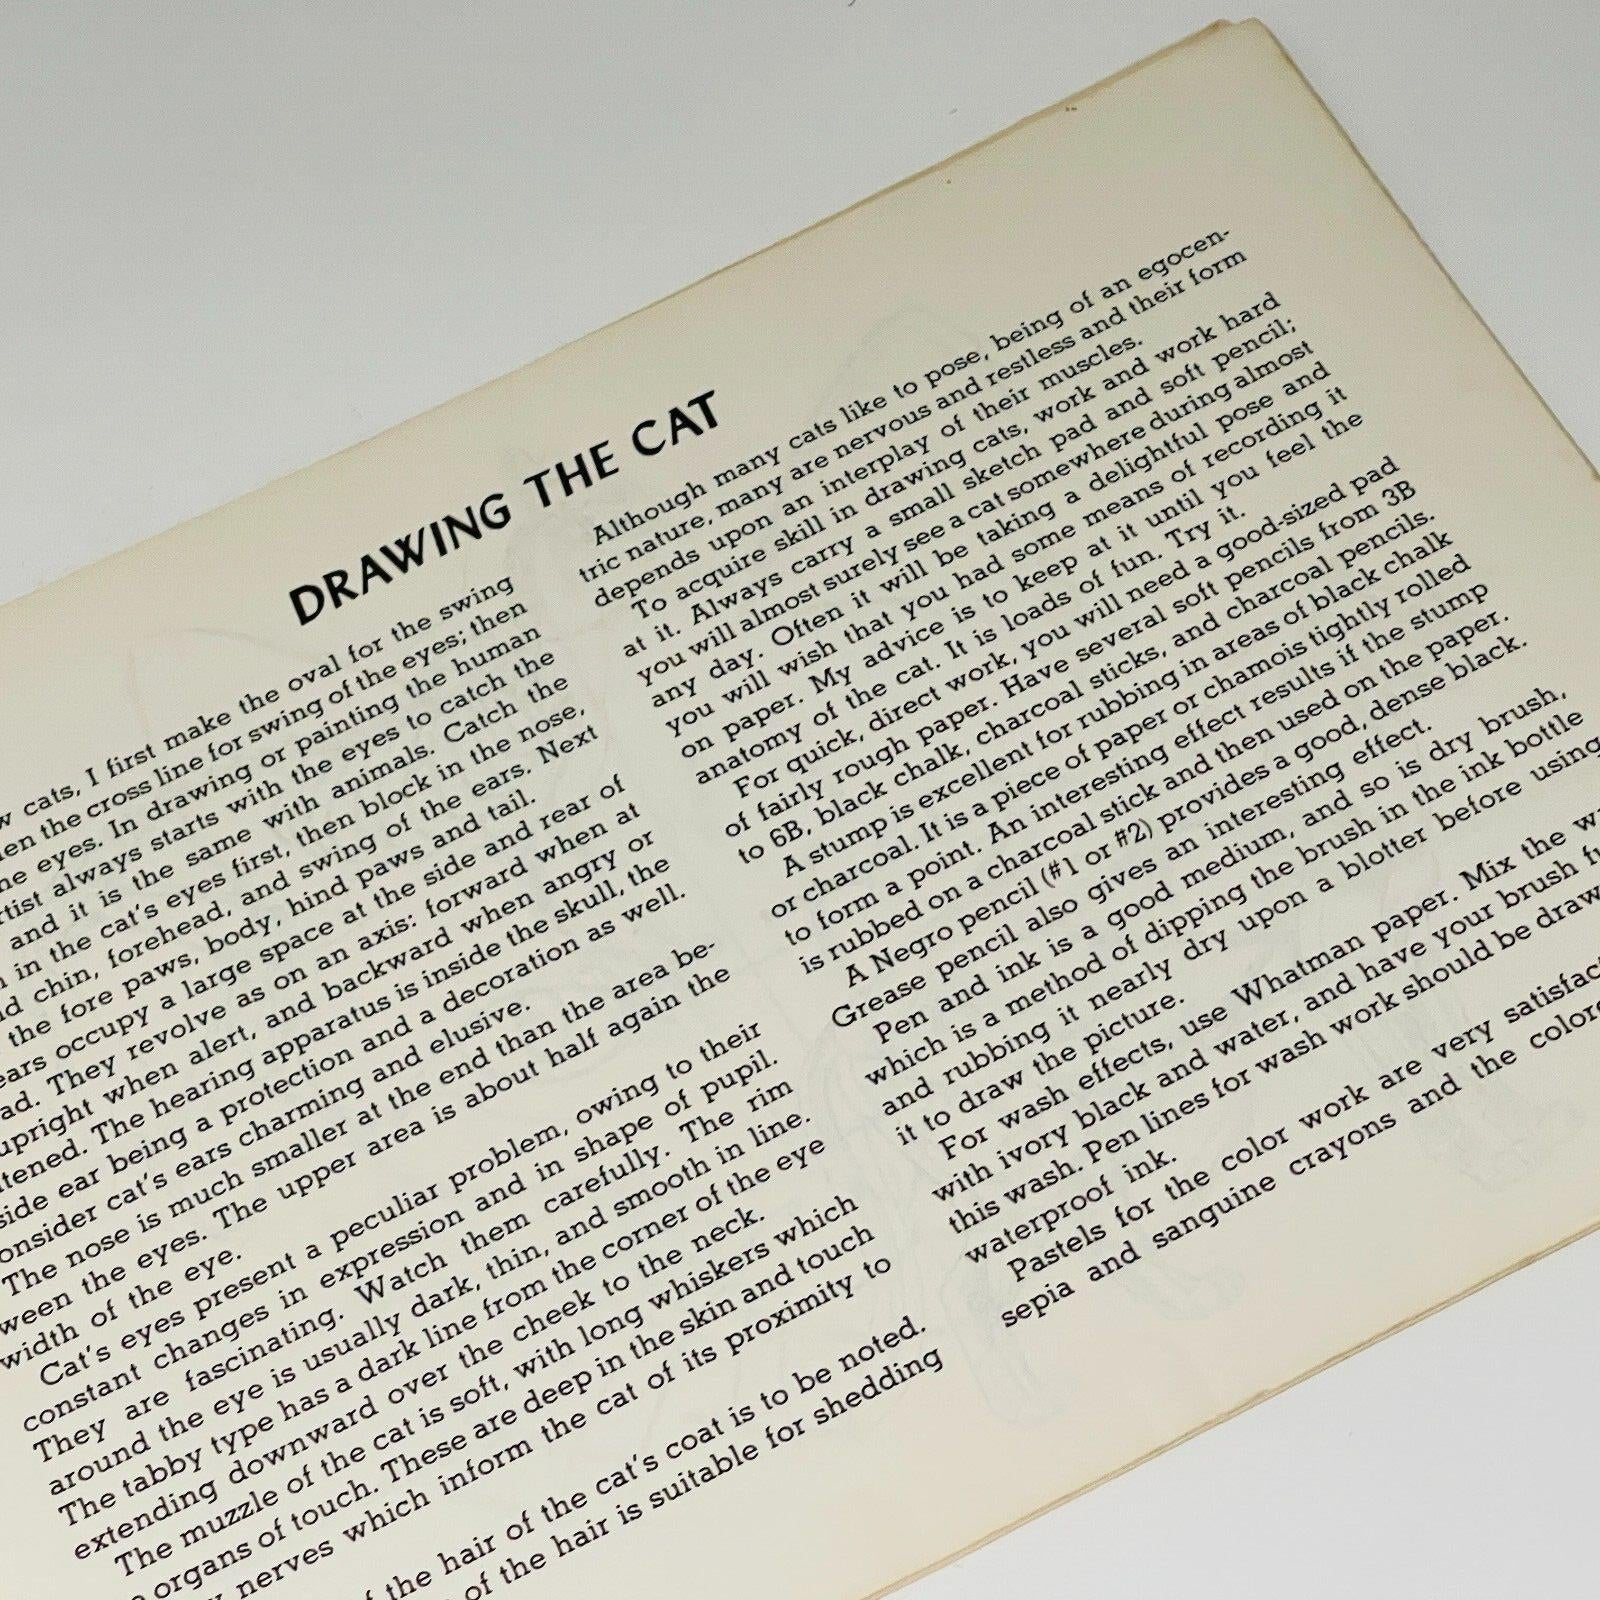 DRAWING THE CAT
cats, I first make the oval for the swing
the cross line for swing of the eyes; then
eyes. In drawing or painting the human
always starts with the eyes to catch the
and it is the same with animals. Catch the
in the cat's eyes first, then block in the nose,
chin, forehead, and swing of the ears. Next
the fore paws, body, hind paws and tail.
occupy a large space at the side and rear of
They revolve as on an axis: forward when at
upright when alert, and backward when angry or
The hearing apparatus is inside the skull, the
ear being a protection and a decoration as well.
cat's ears charming and elusive.
The nose is much smaller at the end than the area be-
ween the eyes. The upper area is about half again the
width of the eye.
Cat's eyes present a peculiar problem, owing to their
constant changes in expression and in shape of pupil.
They are fascinating. Watch them carefully. The rim
around the eye is usually dark, thin, and smooth in line.
The tabby type has a dark line from the corner of the eye
extending downward over the cheek to the neck.
The muzzle of the cat is soft, with long whiskers which
organs of touch. These are deep in the skin and touch
nerves which inform the cat of its proximity to
the hair of the cat's coat is to be noted.
of the hair is suitable for shedding
Although many cats like to pose, being of an egocen-
tric nature, many are nervous and restless and their form
depends upon an interplay of their muscles.
To acquire skill in drawing cats, work and work hard
at it. Always carry a small sketch pad and soft pencil;
you will almost surely see a cat somewhere during almost
any day. Often it will be taking a delightful pose and
you will wish that you had some means of recording it
on paper. My advice is to keep at it until you feel the
anatomy of the cat. It is loads of fun. Try it.
For quick, direct work, you will need a good-sized pad
of fairly rough paper. Have several soft pencils from 3B
to 6B, black chalk, charcoal sticks, and charcoal pencils.
A stump is excellent for rubbing in areas of black chalk
or charcoal. It is a piece of paper or chamois tightly rolled
to form a point. An interesting effect results if the stump
is rubbed on a charcoal stick and then used on the paper.
A Negro pencil (#1 or #2) provides a good, dense black.
Grease pencil also gives an interesting effect.
Pen and ink is a good medium, and so is dry brush,
which is a method of dipping the brush in the ink bottle
and rubbing it nearly dry upon a blotter before using
it to draw the picture.
For wash effects, use Whatman paper. Mix the
with ivory black and water, and have your brush
this wash. Pen lines for wash work should be
waterproof ink.
Pastels for the color work are very
sepia and sanguine crayons and the